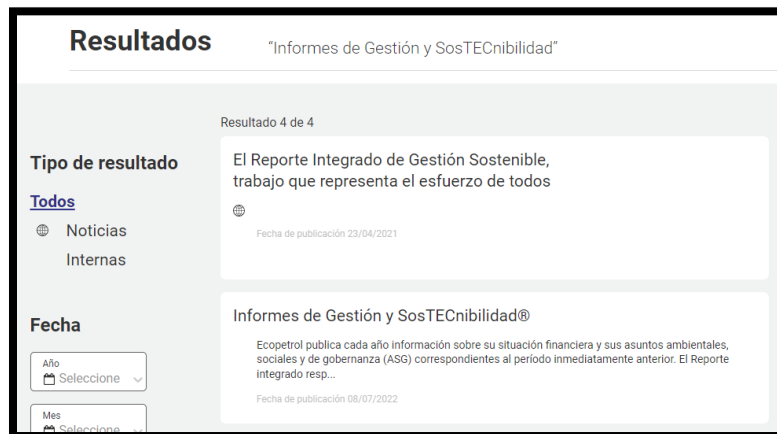 Resultados
"Informes de Gestión y SosTECnibilidad"
Resultado 4 de 4
Tipo de resultado
Todos
Noticias
Internas
Fecha
Año
Seleccione
Mes
Seleccione
El Reporte Integrado de Gestión Sostenible,
trabajo que representa el esfuerzo de todos
Fecha de publicación 23/04/2021
Informes de Gestión y SosTECnibilidad®
Ecopetrol publica cada año información sobre su situación financiera y sus asuntos ambientales,
sociales y de gobernanza (ASG) correspondientes al período inmediatamente anterior. El Reporte
integrado resp...
Fecha de publicación 08/07/2022